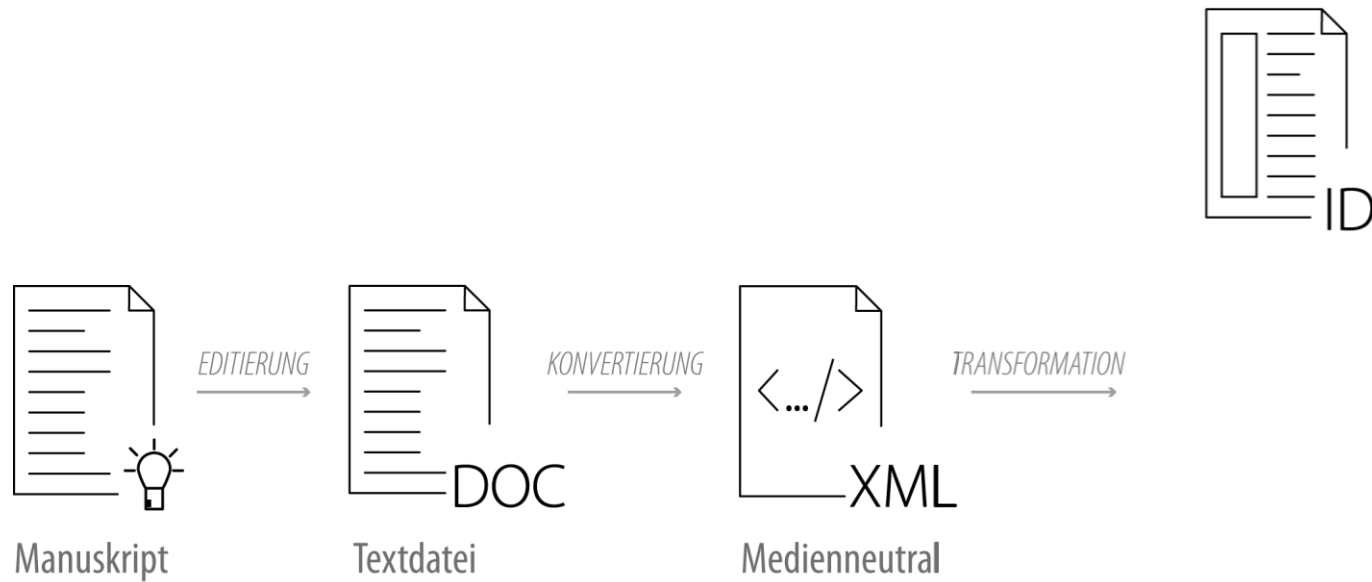 ID
EDITIERUNG
KONVERTIERUNG
TRANSFORMATION
<.../>
DOC
XML
Manuskript
Textdatei
Medienneutral